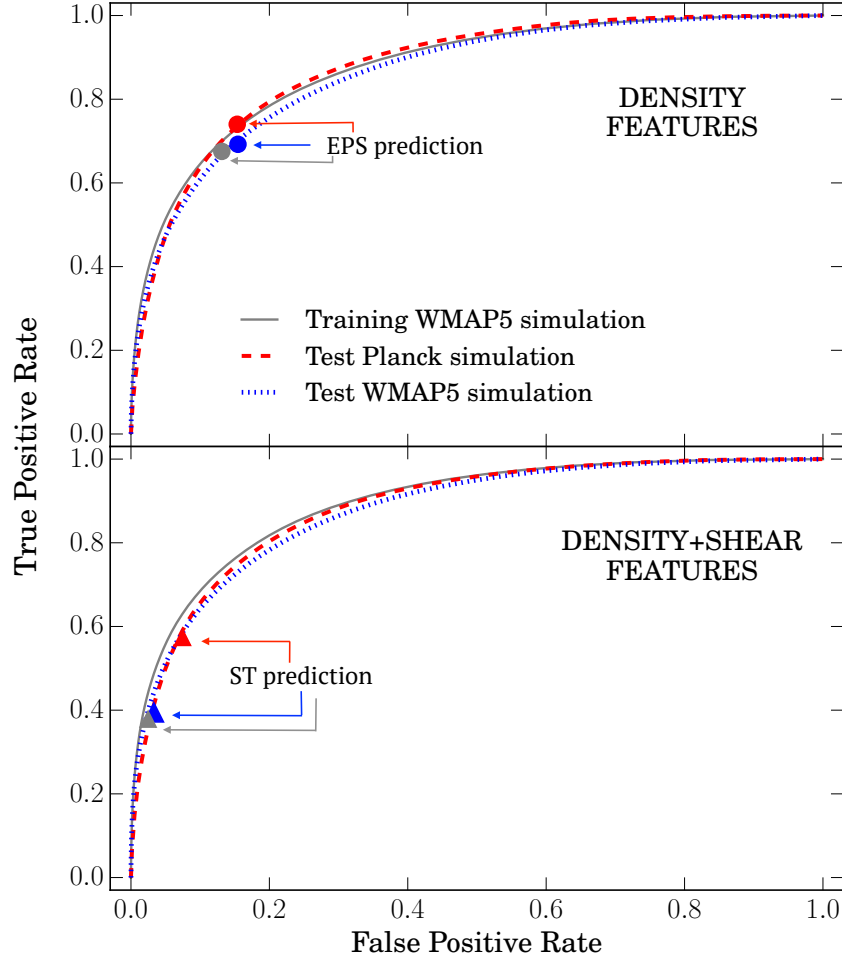 1.0
0.8
0.6
0.4
0.2
0.0
DENSITY
FEATURES
EPS prediction
Training WMAP5 simulation
Test Planck simulation
Test WMAP5 simulation
True Positive Rate
1.0
0.8
0.6
0.4
0.2
0.0
DENSITY+SHEAR
FEATURES
ST prediction
0.0 0.2 0.4 0.6 0.8 1.0
False Positive Rate